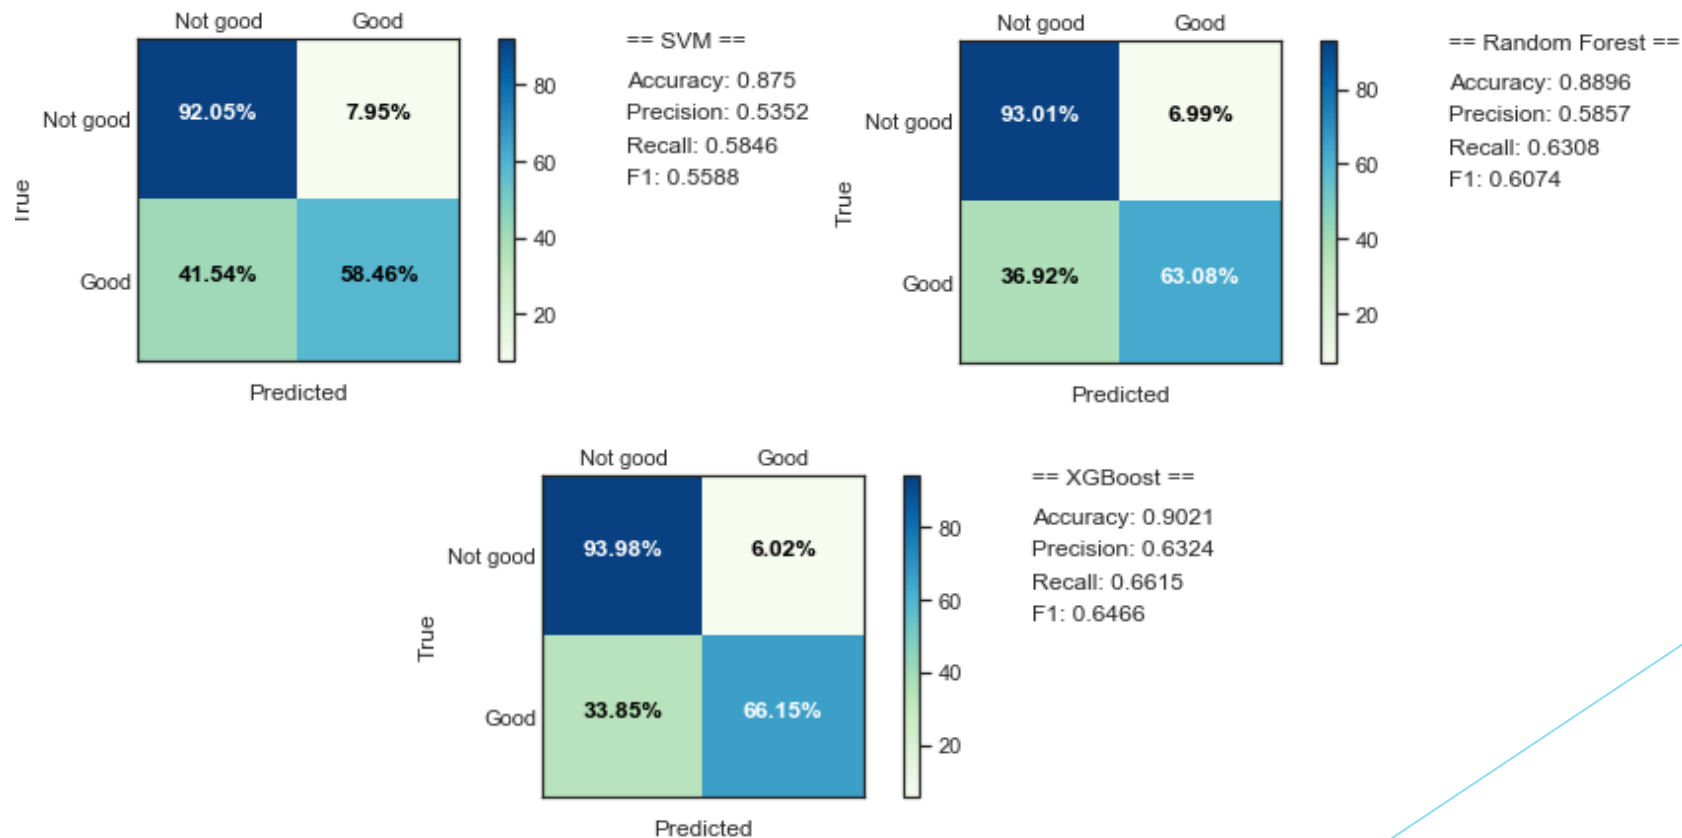 Not good Good
== SVM ==
Accuracy: 0.875
Precision: 0.5352
Recall: 0.5846
F1: 0.5588
80
60
40
20
Not good
92.05% 7.95%
True
Good
41.54% 58.46%
Predicted
Not good Good
== Random Forest ==
Accuracy: 0.8896
Precision: 0.5857
Recall: 0.6308
F1: 0.6074
80
60
40
20
Not good
93.01% 6.99%
True
Good
36.92% 63.08%
Predicted
Not good Good
== XGBoost ==
Accuracy: 0.9021
Precision: 0.6324
Recall: 0.6615
F1: 0.6466
80
60
40
20
Not good
93.98% 6.02%
True
Good
33.85% 66.15%
Predicted